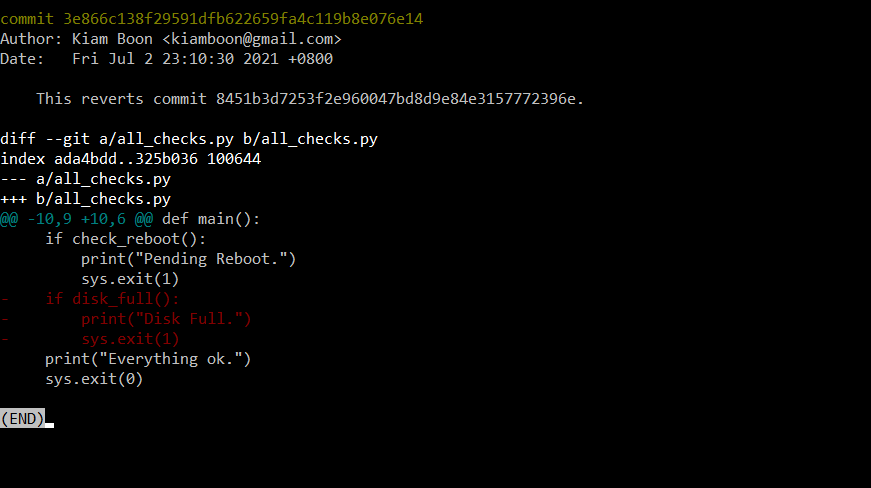 commit 3e866c138f29591dfb622659fa4c119b8e076e14
Author: Kiam Boon <kiamboon@gmail.com>
Date:   Fri Jul 2 23:10:30 2021 +0800
    This reverts commit 8451b3d7253f2e960047bd8d9e84e3157772396e.
diff --git a/all_checks.py b/all_checks.py
index ada4bdd..325b036 100644
--- a/all_checks.py
+++ b/all_checks.py
@@ -10,9 +10,6 @@ def main():
     if check_reboot():
         print("Pending Reboot.")
         sys.exit(1)
-    if disk_full():
-        print("Disk Full.")
-        sys.exit(1)
     print("Everything ok.")
     sys.exit(0)
(END)